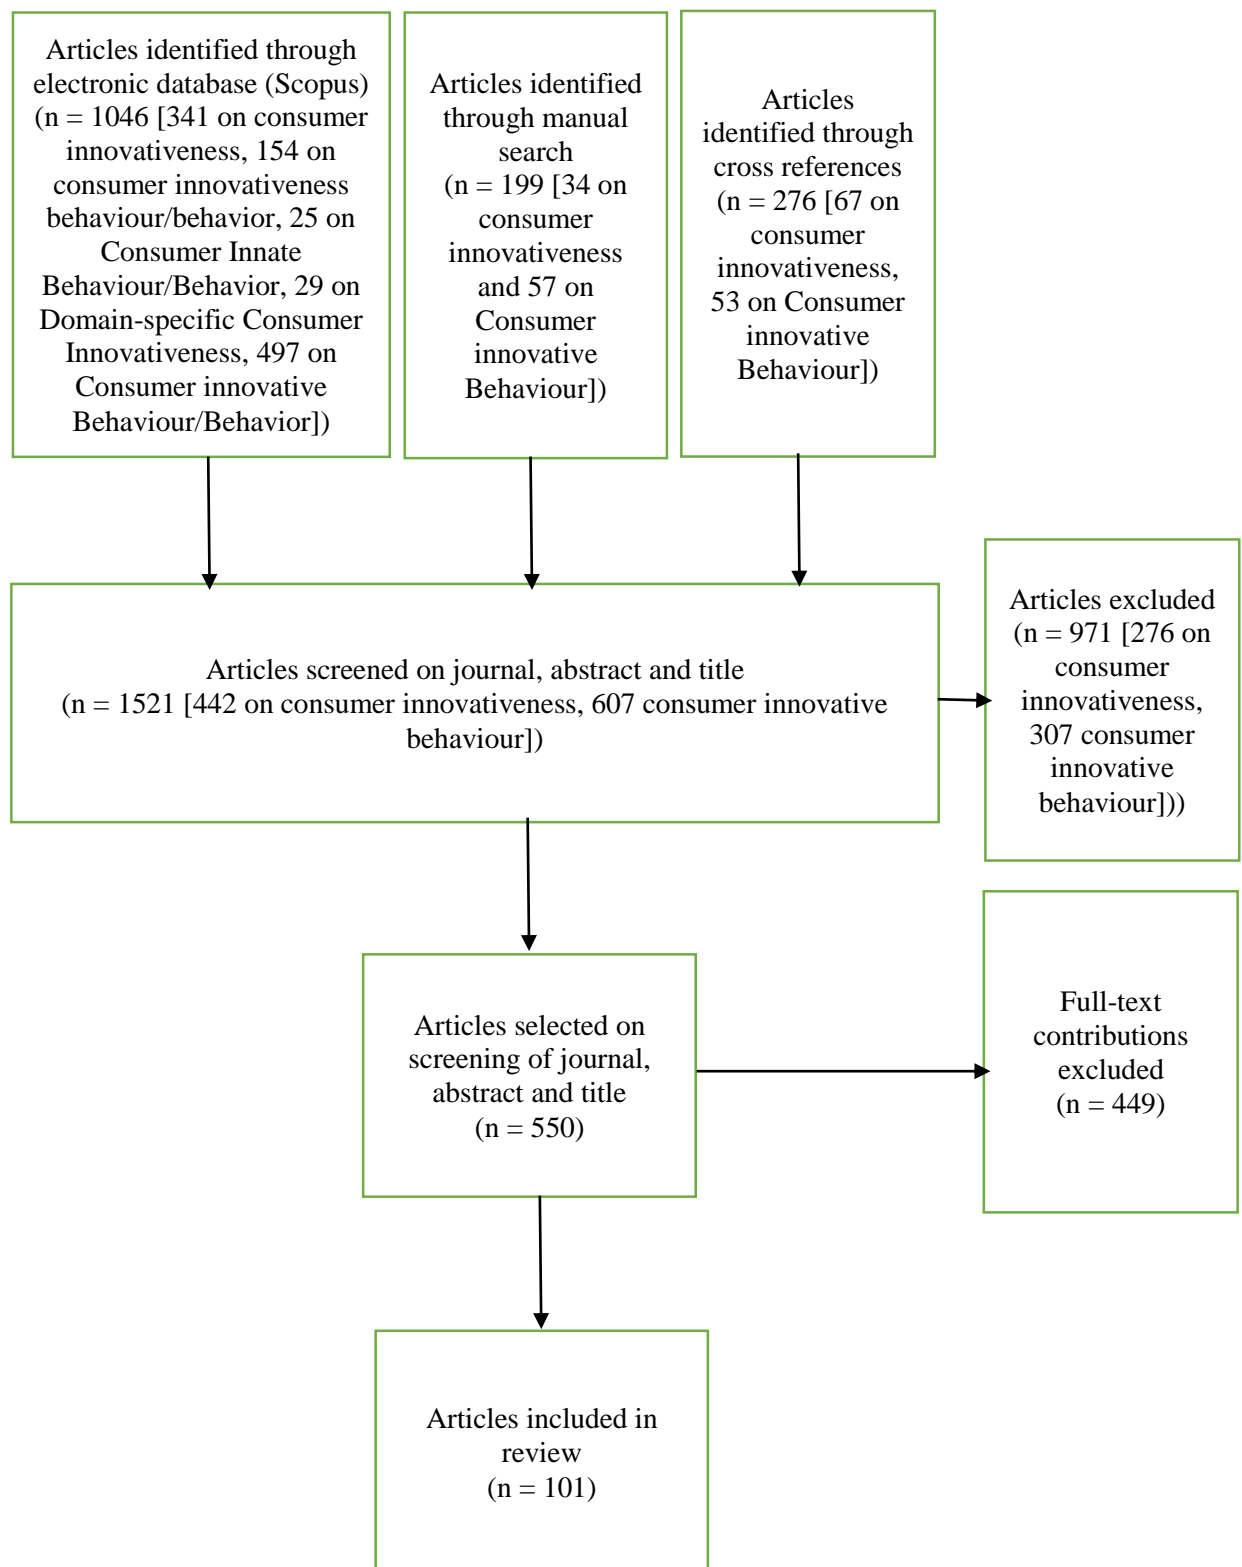 Articles identified through
electronic database (Scopus)
(n = 1046 [341 on consumer
innovativeness, 154 on
consumer innovativeness
behaviour/behavior, 25 on
Consumer Innate
Behaviour/Behavior, 29 on
Domain-specific Consumer
Innovativeness, 497 on
Consumer innovative
Behaviour/Behavior])
Articles identified
through manual
search
(n = 199 [34 on
consumer
innovativeness
and 57 on
Consumer
innovative
Behaviour])
Articles
identified through
cross references
(n = 276 [67 on
consumer
innovativeness,
53 on Consumer
innovative
Behaviour])
Articles screened on journal, abstract and title
(n = 1521 [442 on consumer innovativeness, 607 consumer innovative
behaviour])
Articles excluded
(n = 971 [276 on
consumer
innovativeness,
307 consumer
innovative
behaviour]))
Articles selected on
screening of journal,
abstract and title
(n = 550)
Full-text
contributions
excluded
(n = 449)
Articles included in
review
(n = 101)